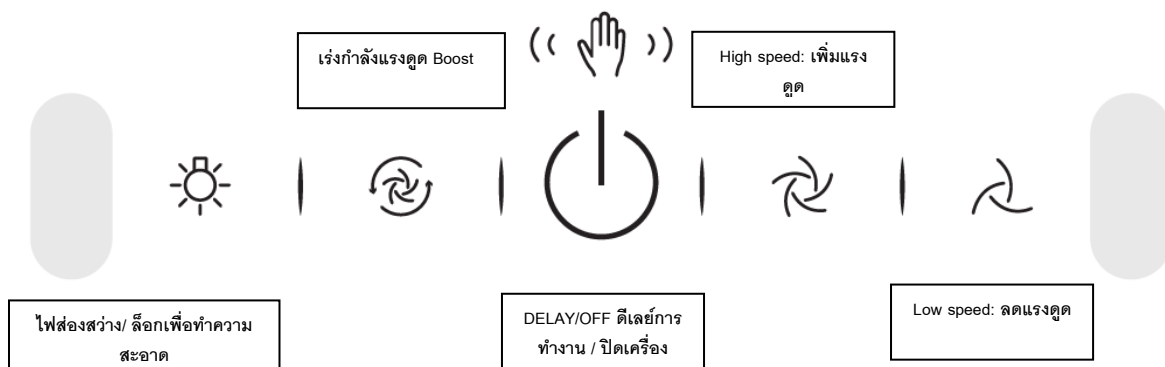 เร่งกำลังแรงดูด Boost
High speed: เพิ่มแรง
ดูด
ไฟส่องสว่าง/ ล็อกเพื่อทำความ
สะอาด
DELAY/OFF ดีเลย์การ
ทำงาน / ปิดเครื่อง
Low speed: ลดแรงดูด